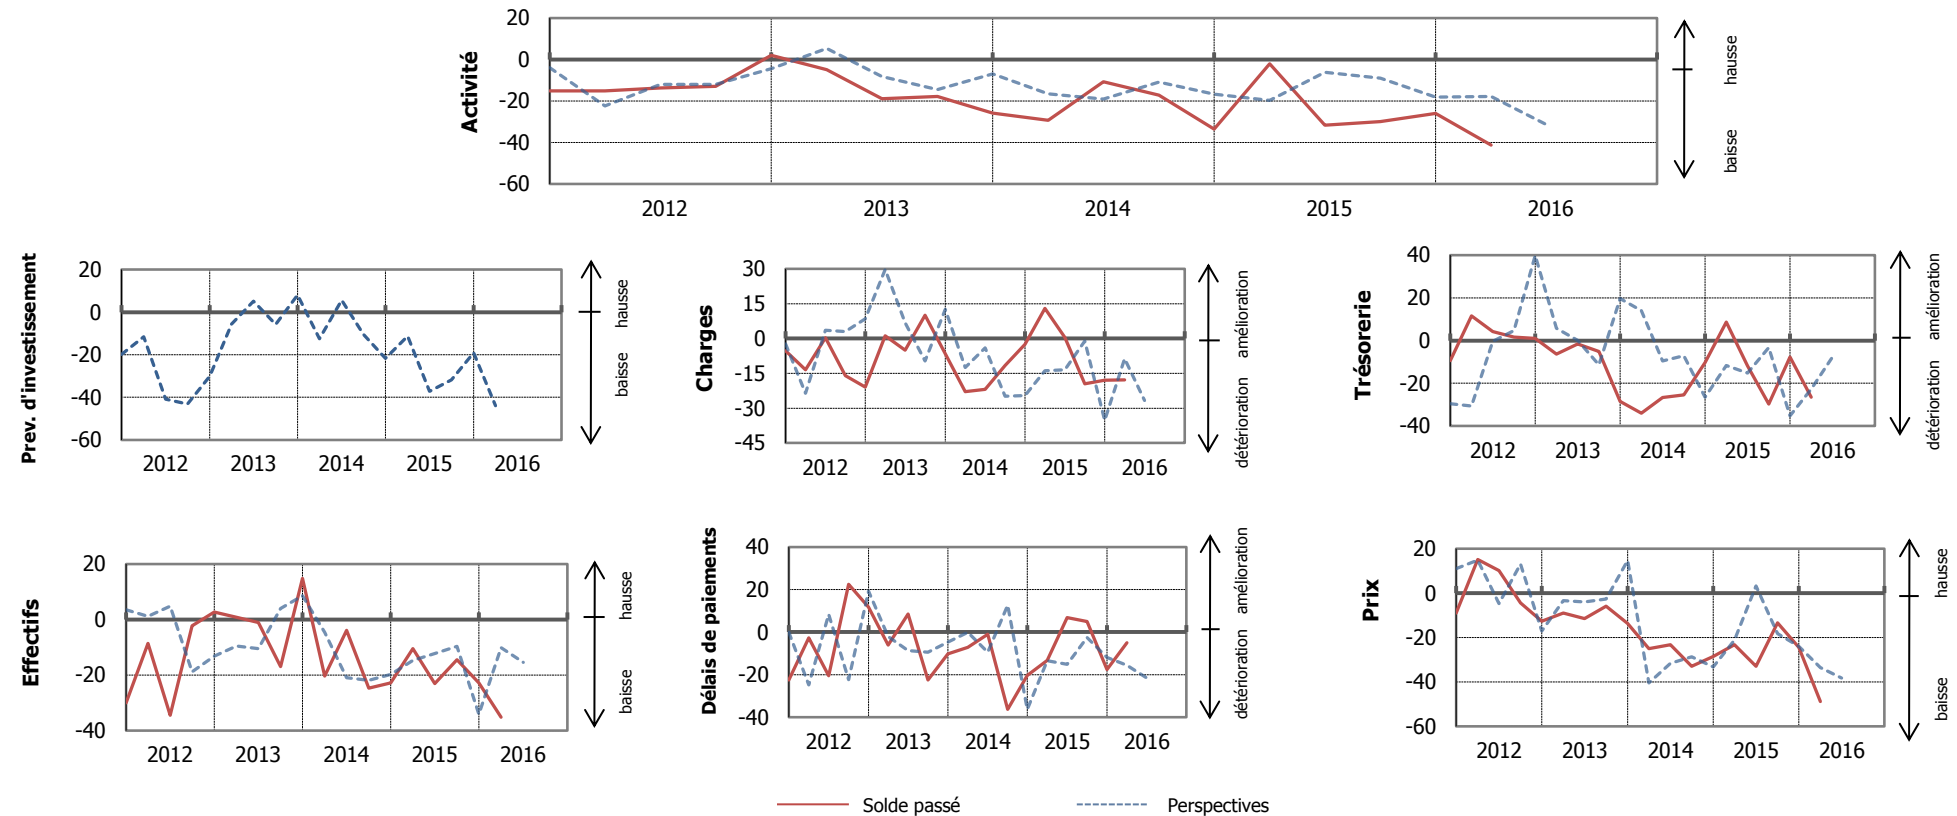 Activité
20
0
-20
-40
-60
2012 2013 2014 2015 2016
hausse
baisse
Prev. d'investissement
20
0
-20
-40
-60
2012 2013 2014 2015 2016
hausse
baisse
Charges
30
15
0
-15
-30
-45
2012 2013 2014 2015 2016
amélioration
détérioration
Trésorerie
40
20
0
-20
-40
2012 2013 2014 2015 2016
amélioration
détérioration
Effectifs
20
0
-20
-40
2012 2013 2014 2015 2016
hausse
baisse
Délais de paiements
40
20
0
-20
-40
2012 2013 2014 2015 2016
amélioration
détérioration
Prix
20
0
-20
-40
-60
2012 2013 2014 2015 2016
hausse
baisse
Solde passé Perspectives